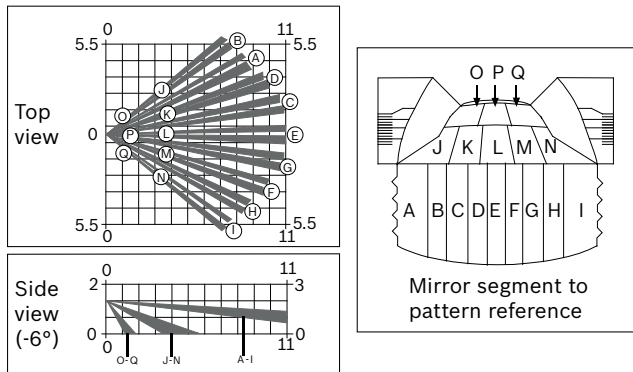 0 11
5.5 5.5
B
A
D
J
C
O
K
Top
view
0
P
L
E
Q
M
G
N
F
H
I
5.5 5.5
0 11
0 11
2 3
Side
view
(-6°)
0 0
11
O-Q J-N A-I
O P Q
J K L M N
A B C D E F G H I
Mirror segment to
pattern reference